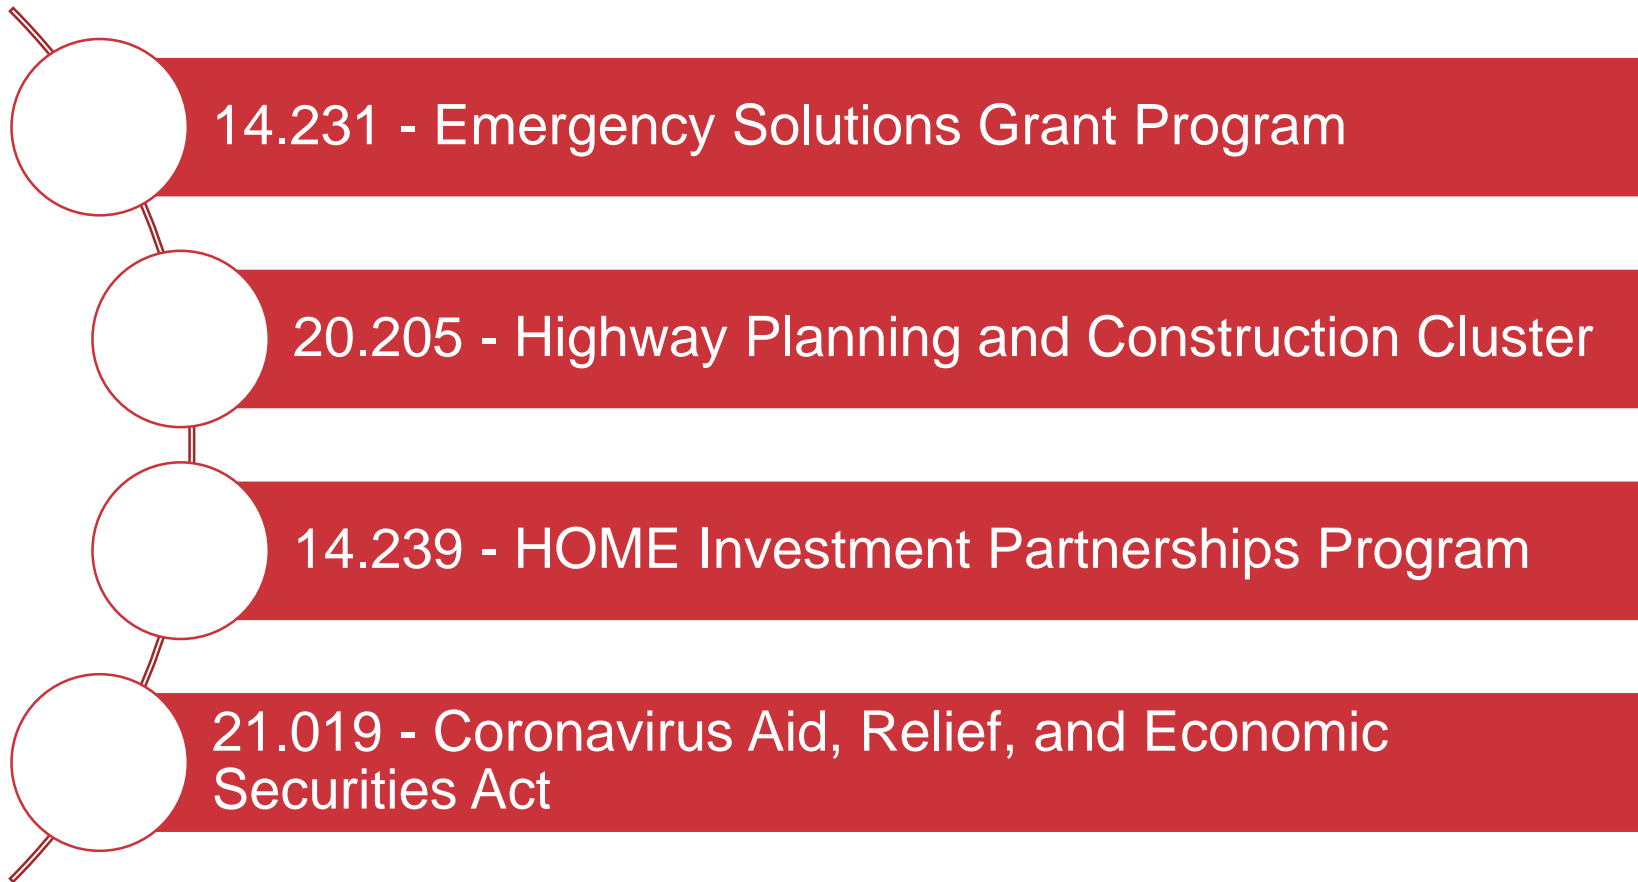 14.231 - Emergency Solutions Grant Program
20.205 - Highway Planning and Construction Cluster
14.239 - HOME Investment Partnerships Program
21.019 - Coronavirus Aid, Relief, and Economic
Securities Act